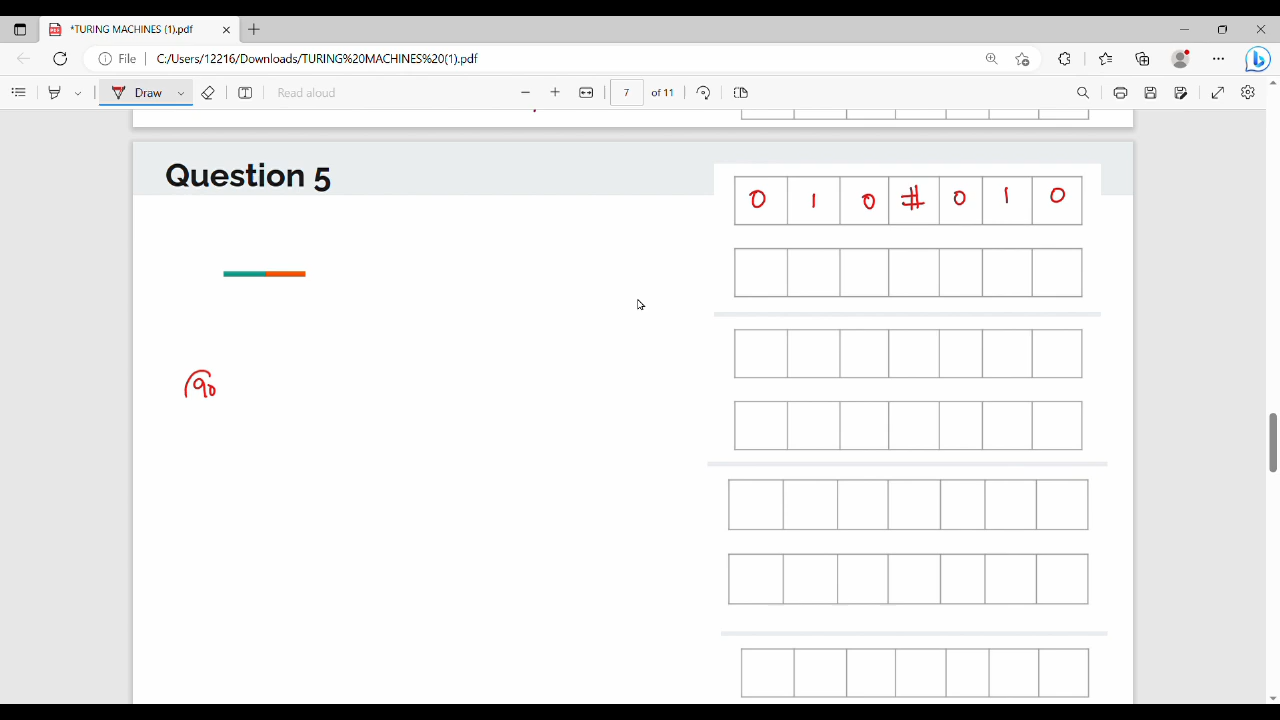 *TURING MACHINES (1).pdf
File C:/Users/12216/Downloads/TURING%20MACHINES%20(1).pdf
Draw Read aloud 7 of 11
Question 5
0 1 0 # 0 1 0
q0